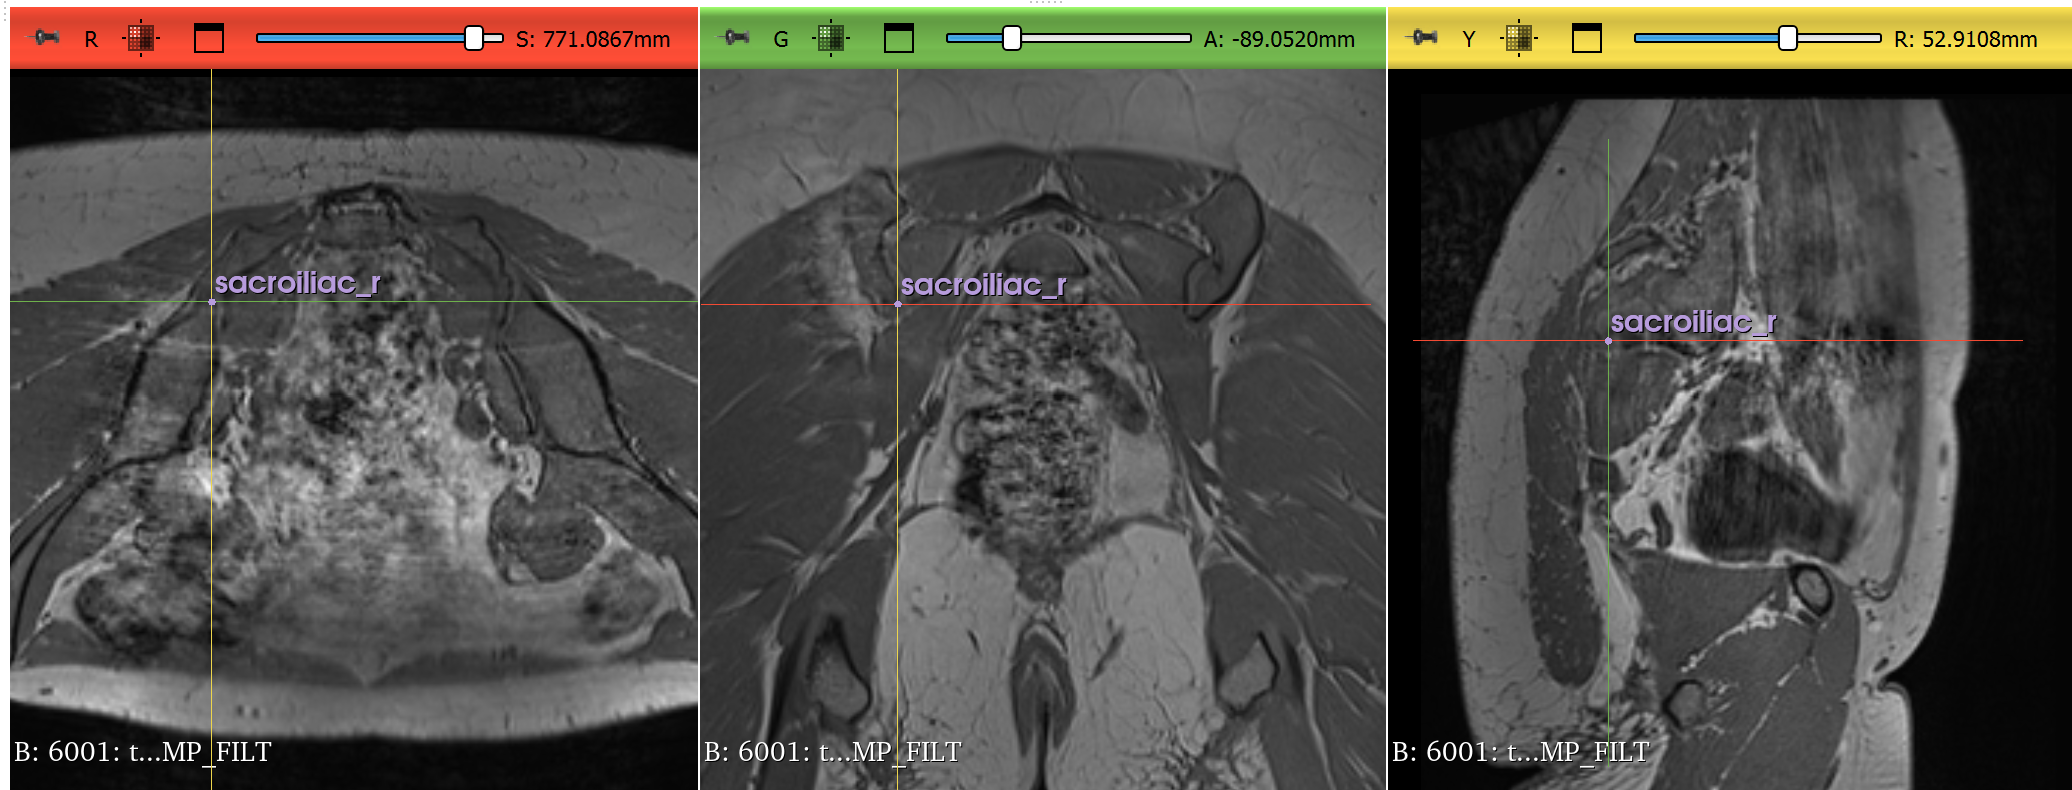 R S: 771.0867mm
G A: -89.0520mm
Y R: 52.9108mm
sacroiliac_r
sacroiliac_r
sacroiliac_r
B: 6001: t...MP_FILT
B: 6001: t...MP_FILT
B: 6001: t...MP_FILT